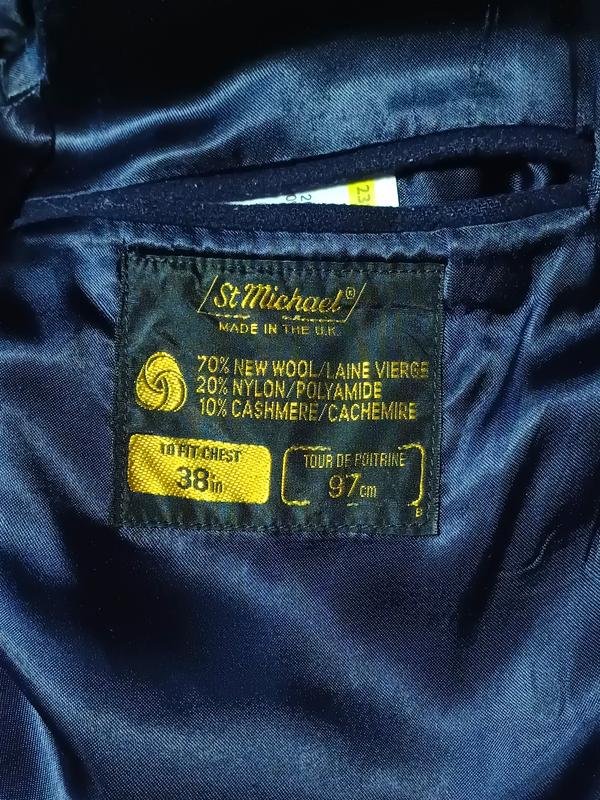 23
St Michael®
MADE IN THE U.K.
70% NEW WOOL/LAINE VIERGE
20% NYLON/POLYAMIDE
10% CASHMERE/CACHEMIRE
TO FIT CHEST
38in
TOUR DE POITRINE
97cm
B